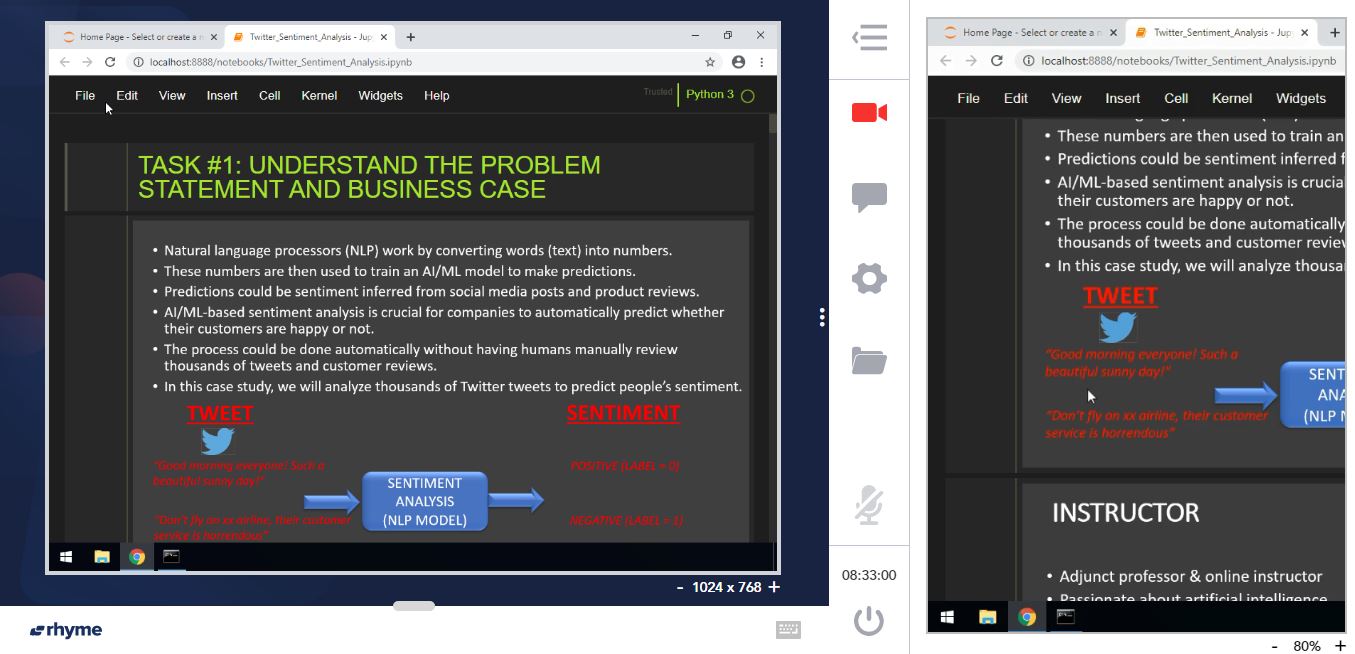 Home Page - Select or create a n
Twitter_Sentiment_Analysis - Jup
localhost:8888/notebooks/Twitter_Sentiment_Analysis.ipynb
File Edit View Insert Cell Kernel Widgets Help
Trusted
Python 3
TASK #1: UNDERSTAND THE PROBLEM
STATEMENT AND BUSINESS CASE
• Natural language processors (NLP) work by converting words (text) into numbers.
• These numbers are then used to train an AI/ML model to make predictions.
• Predictions could be sentiment inferred from social media posts and product reviews.
• AI/ML-based sentiment analysis is crucial for companies to automatically predict whether
their customers are happy or not.
• The process could be done automatically without having humans manually review
thousands of tweets and customer reviews.
• In this case study, we will analyze thousands of Twitter tweets to predict people's sentiment.
TWEET
SENTIMENT
"Good morning everyone! Such a
beautiful sunny day!"
POSITIVE (LABEL = 0)
SENTIMENT
ANALYSIS
(NLP MODEL)
"Don't fly on xx airline, their customer
service is horrendous"
NEGATIVE (LABEL = 1)
- 1024 x 768 +
rhyme
08:33:00
Home Page - Select or create a n
Twitter_Sentiment_Analysis - Jup
localhost:8888/notebooks/Twitter_Sentiment_Analysis.ipynb
File Edit View Insert Cell Kernel Widgets
• These numbers are then used to train an
• Predictions could be sentiment inferred f
• AI/ML-based sentiment analysis is crucia
their customers are happy or not.
• The process could be done automatically
thousands of tweets and customer review
• In this case study, we will analyze thousa
TWEET
"Good morning everyone! Such a
beautiful sunny day!"
SENT
ANA
(NLP M
"Don't fly on xx airline, their customer
service is horrendous"
INSTRUCTOR
• Adjunct professor & online instructor
• Passionate about artificial intelligence
- 80% +